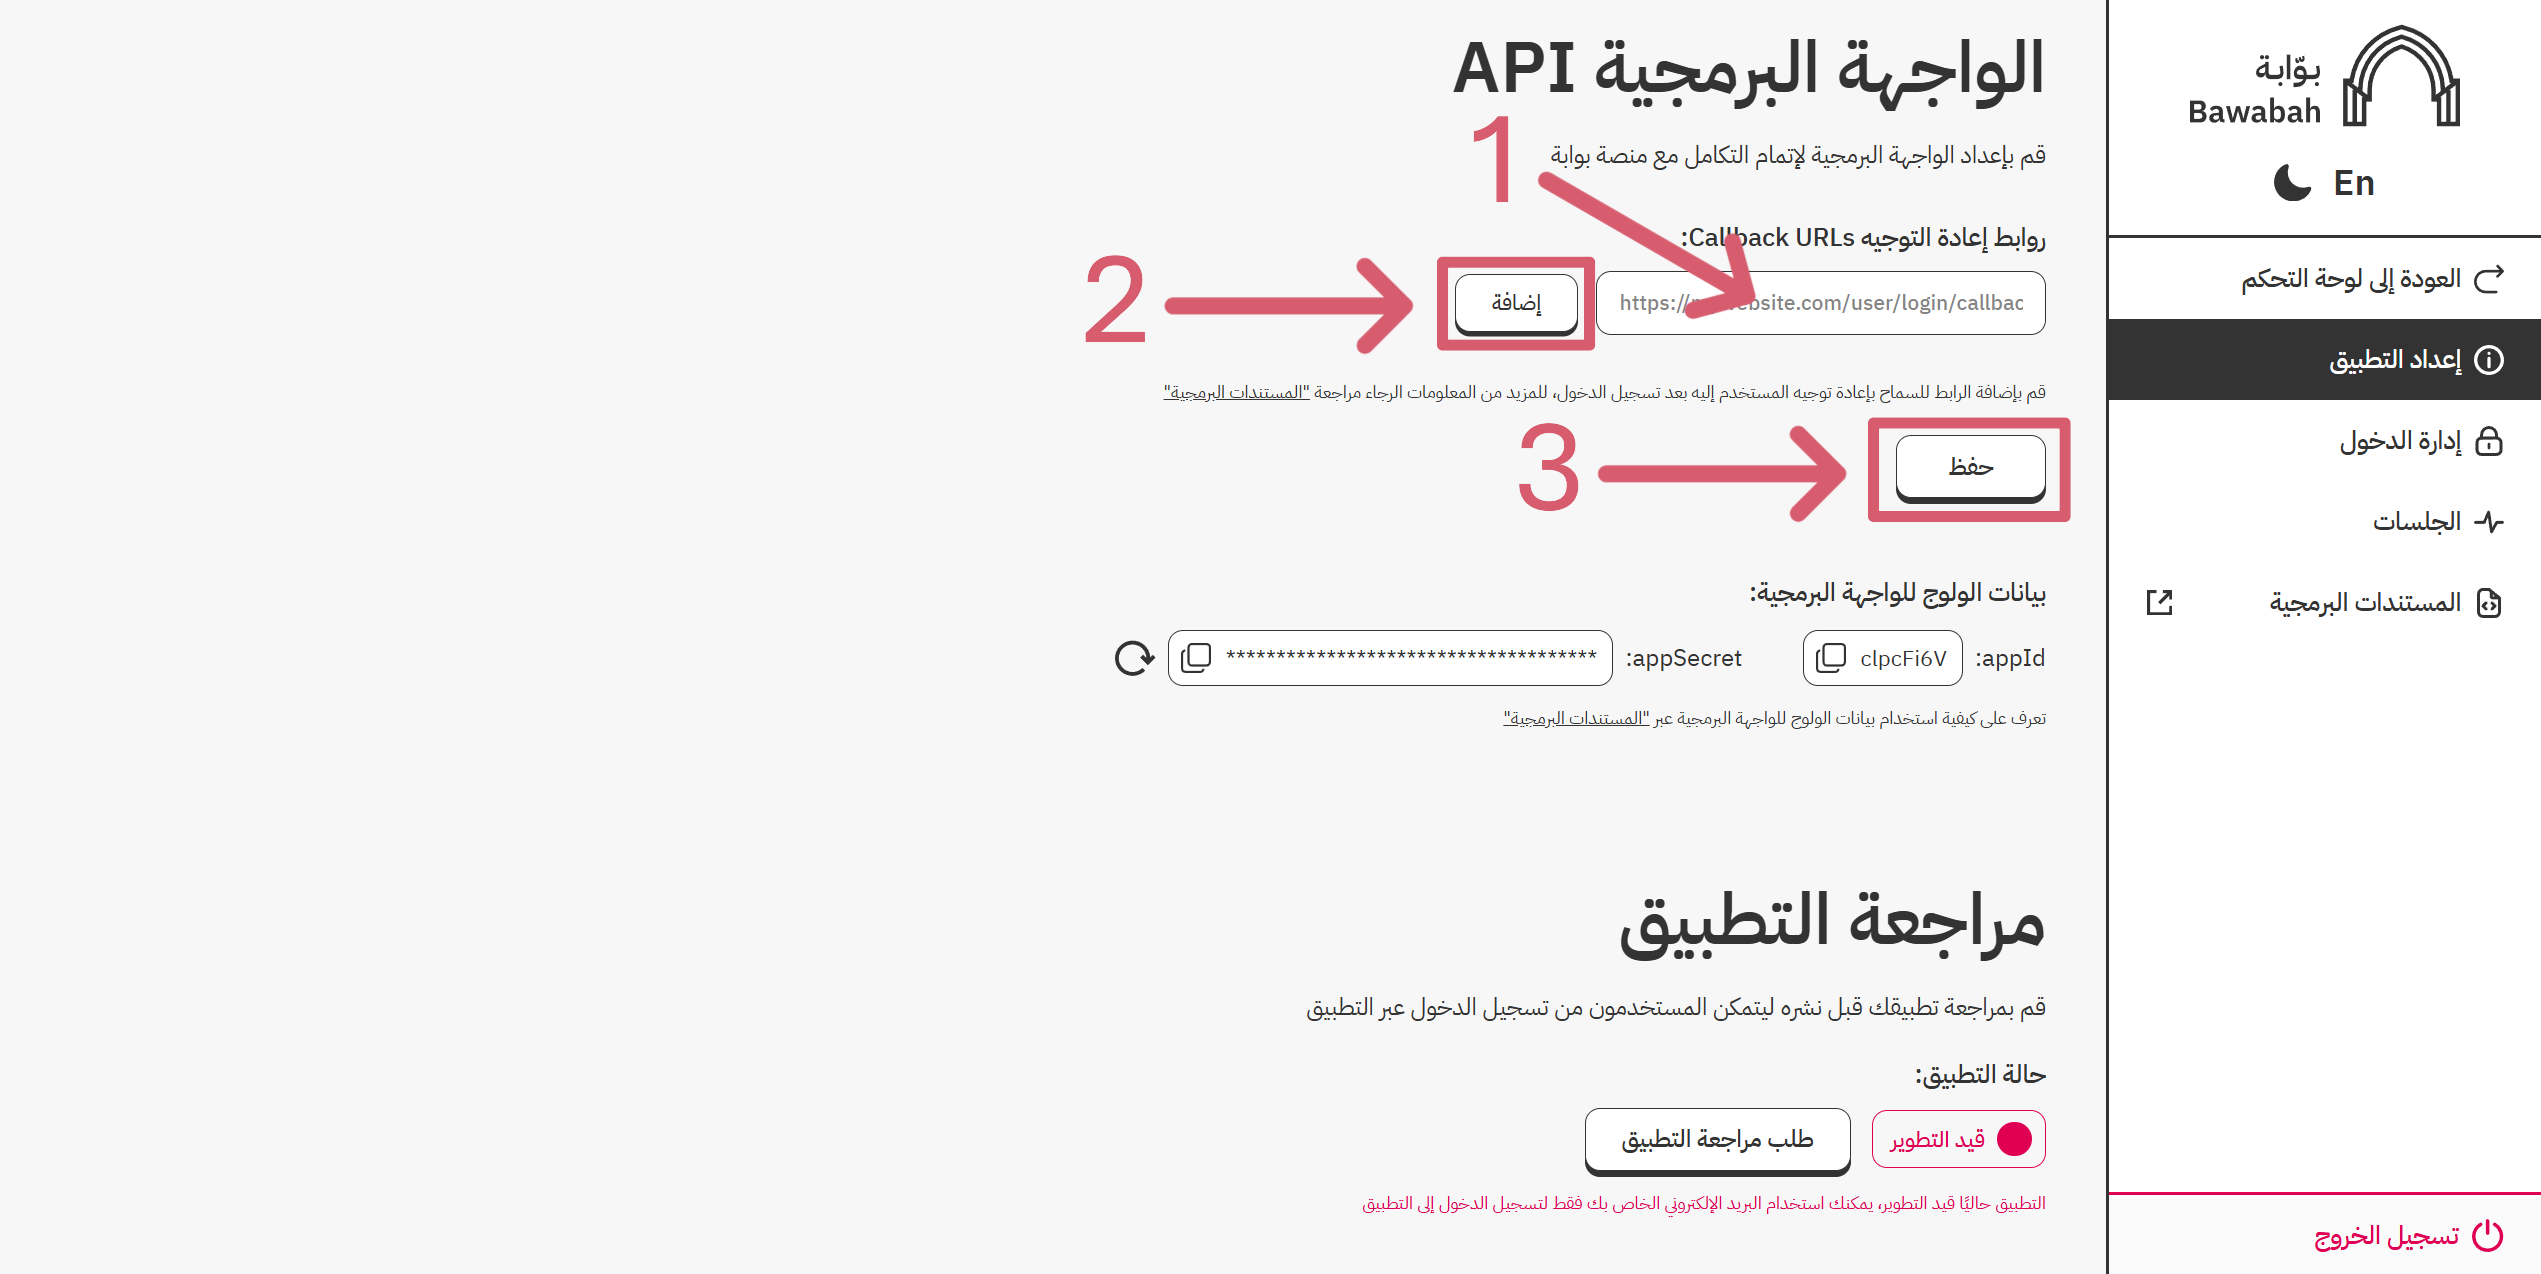 بوّابة
Bawabah
En
العودة إلى لوحة التحكم
إعداد التطبيق
إدارة الدخول
الجلسات
المستندات البرمجية
تسجيل الخروج
الواجهة البرمجية API
قم بإعداد الواجهة البرمجية لإتمام التكامل مع منصة بوابة
1
روابط إعادة التوجيه Callback URLs:
https:// ebsite.com/user/login/callbac
إضافة
2
قم بإضافة الرابط للسماح بإعادة توجيه المستخدم إليه بعد تسجيل الدخول، للمزيد من المعلومات الرجاء مراجعة "المستندات البرمجية"
حفظ
3
بيانات الولوج للواجهة البرمجية:
appId: clpcFi6V appSecret: *************************************
تعرف على كيفية استخدام بيانات الولوج للواجهة البرمجية عبر "المستندات البرمجية"
مراجعة التطبيق
قم بمراجعة تطبيقك قبل نشره ليتمكن المستخدمون من تسجيل الدخول عبر التطبيق
حالة التطبيق:
قيد التطوير
طلب مراجعة التطبيق
التطبيق حاليًا قيد التطوير، يمكنك استخدام البريد الإلكتروني الخاص بك فقط لتسجيل الدخول إلى التطبيق